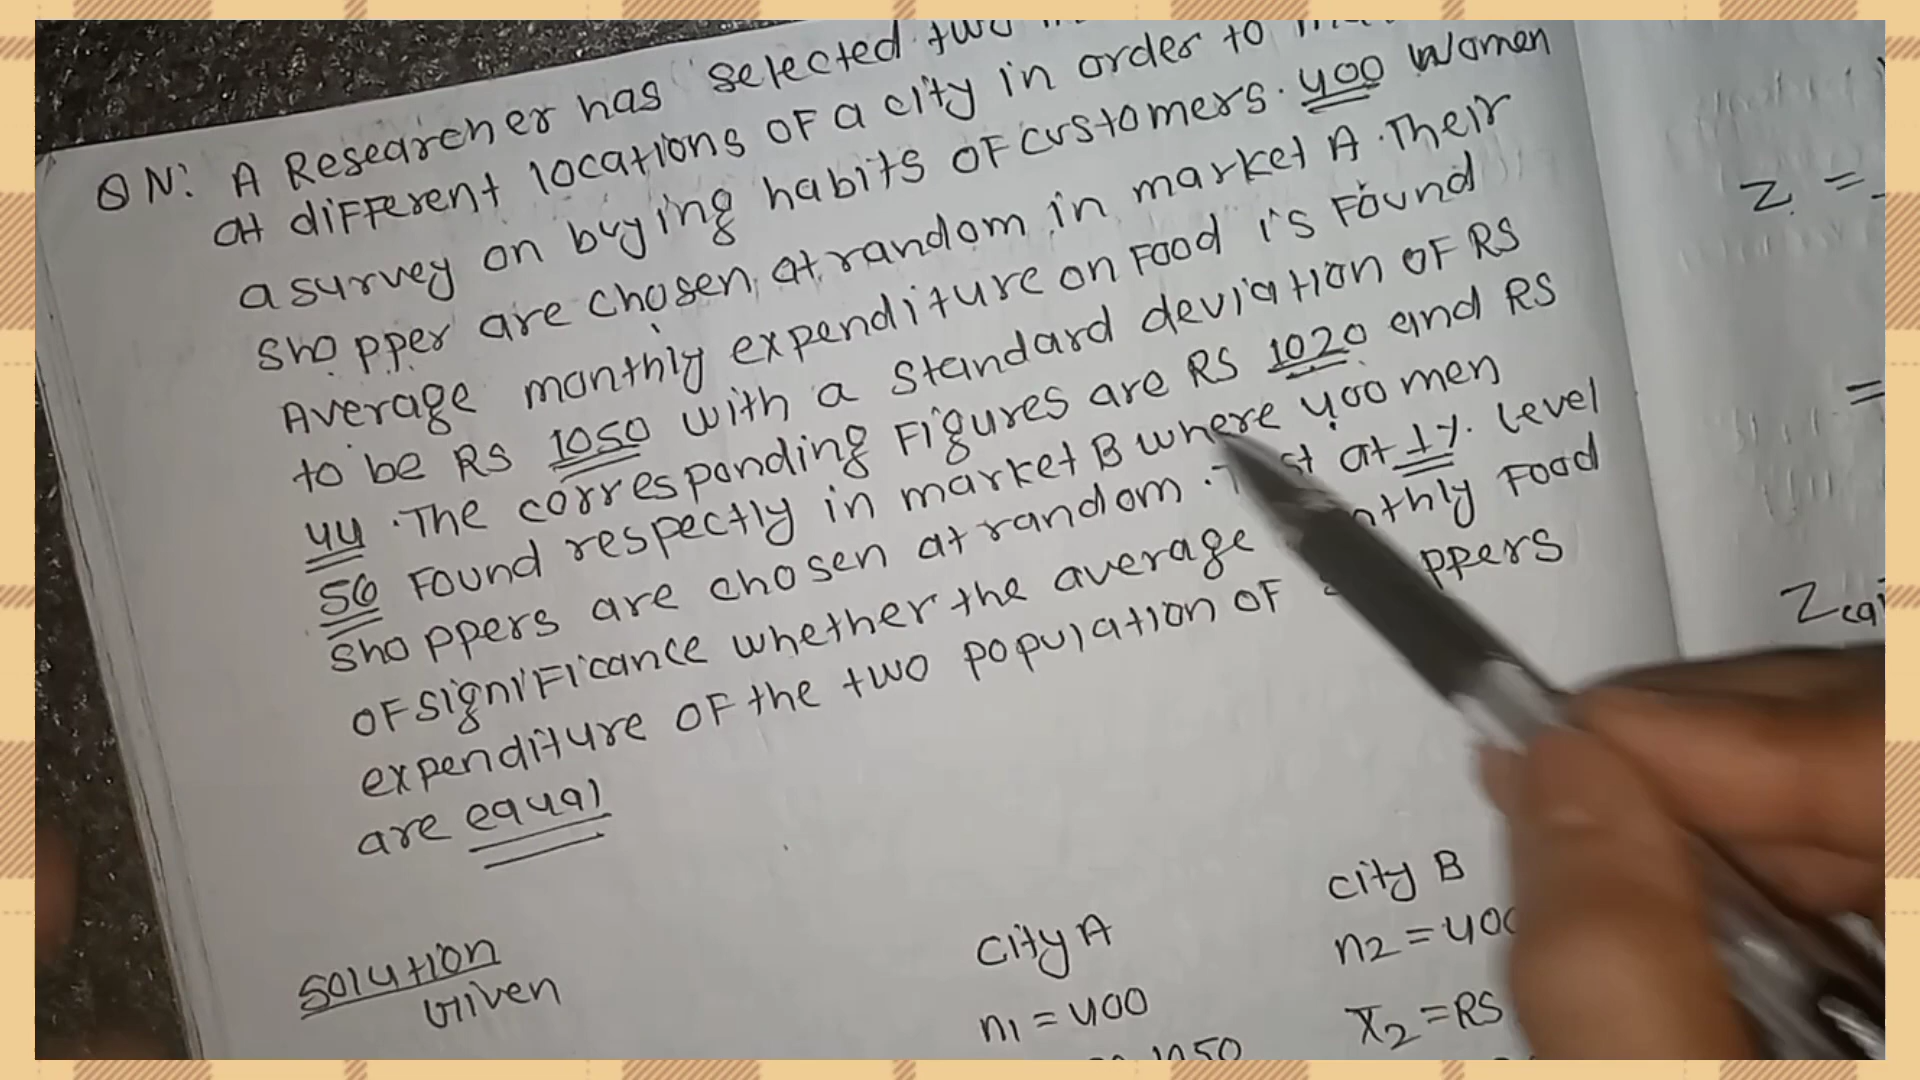 QN: A Researcher has selected two
at different locations of a city in order to
a survey on buying habits of customers. 400 women
shopper are chosen at random in market A. Their
Average monthly expenditure on Food is Found
to be RS 1050 with a standard deviation of RS
44. The corresponding Figures are RS 1020 and RS
56 Found respectly in market B where 400 men
shoppers are chosen at random. at 1% level
of significance whether the average Food
expenditure of the two population of
are equal
Solution
Given
City A
n1 = 400
1050
City B
n2 = 400
X̄2 = RS
Z =
=
Zcal